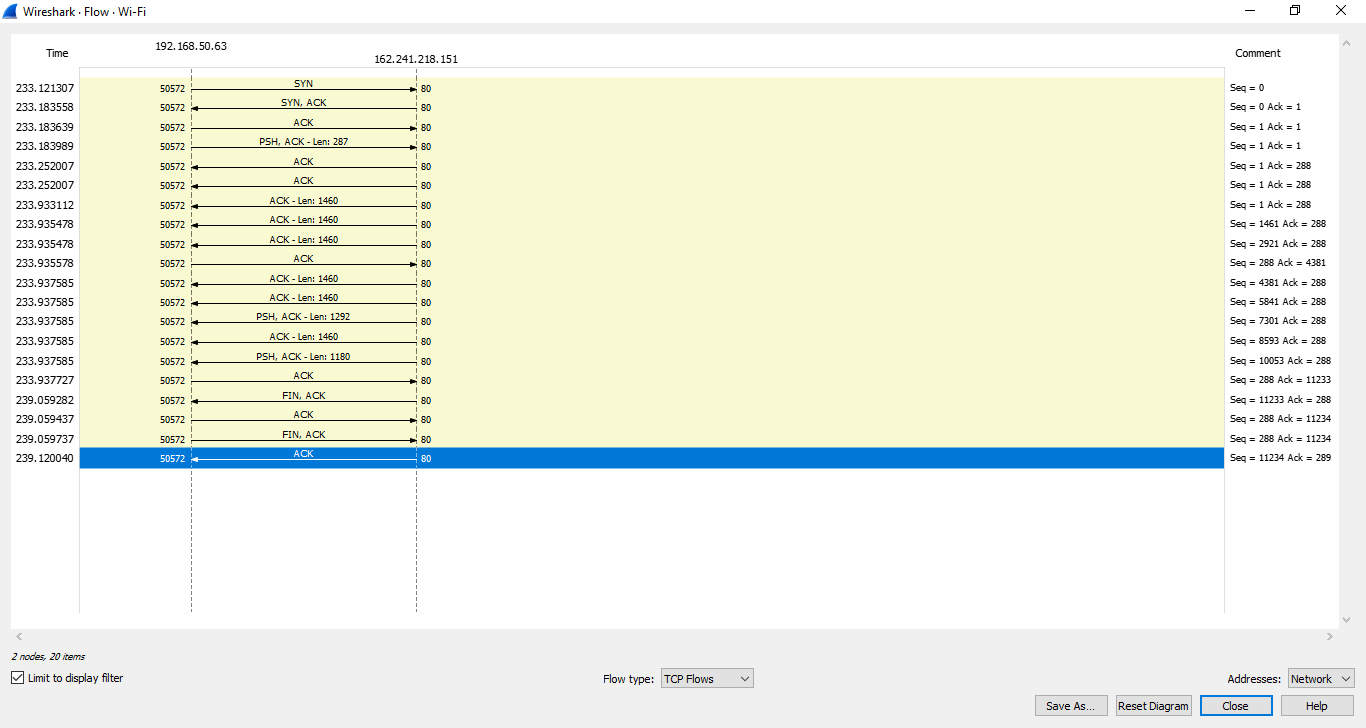 Wireshark · Flow · Wi-Fi
Time 192.168.50.63 162.241.218.151 Comment
233.121307 50572 SYN 80 Seq = 0
233.183558 50572 SYN, ACK 80 Seq = 0 Ack = 1
233.183639 50572 ACK 80 Seq = 1 Ack = 1
233.183989 50572 PSH, ACK - Len: 287 80 Seq = 1 Ack = 1
233.252007 50572 ACK 80 Seq = 1 Ack = 288
233.252007 50572 ACK 80 Seq = 1 Ack = 288
233.933112 50572 ACK - Len: 1460 80 Seq = 1 Ack = 288
233.935478 50572 ACK - Len: 1460 80 Seq = 1461 Ack = 288
233.935478 50572 ACK - Len: 1460 80 Seq = 2921 Ack = 288
233.935578 50572 ACK 80 Seq = 288 Ack = 4381
233.937585 50572 ACK - Len: 1460 80 Seq = 4381 Ack = 288
233.937585 50572 ACK - Len: 1460 80 Seq = 5841 Ack = 288
233.937585 50572 PSH, ACK - Len: 1292 80 Seq = 7301 Ack = 288
233.937585 50572 ACK - Len: 1460 80 Seq = 8593 Ack = 288
233.937585 50572 PSH, ACK - Len: 1180 80 Seq = 10053 Ack = 288
233.937727 50572 ACK 80 Seq = 288 Ack = 11233
239.059282 50572 FIN, ACK 80 Seq = 11233 Ack = 288
239.059437 50572 ACK 80 Seq = 288 Ack = 11234
239.059737 50572 FIN, ACK 80 Seq = 288 Ack = 11234
239.120040 50572 ACK 80 Seq = 11234 Ack = 289
2 nodes, 20 items
Limit to display filter Flow type: TCP Flows Addresses: Network
Save As... Reset Diagram Close Help